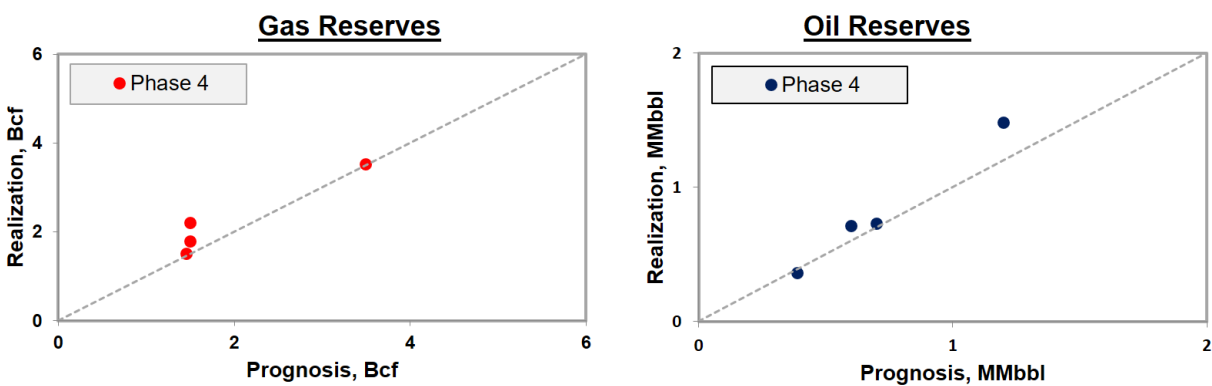 Gas Reserves
6
Phase 4
4
2
0
0 2 4 6
Realization, Bcf
Prognosis, Bcf
Oil Reserves
2
Phase 4
1
0
0 1 2
Realization, MMbbl
Prognosis, MMbbl